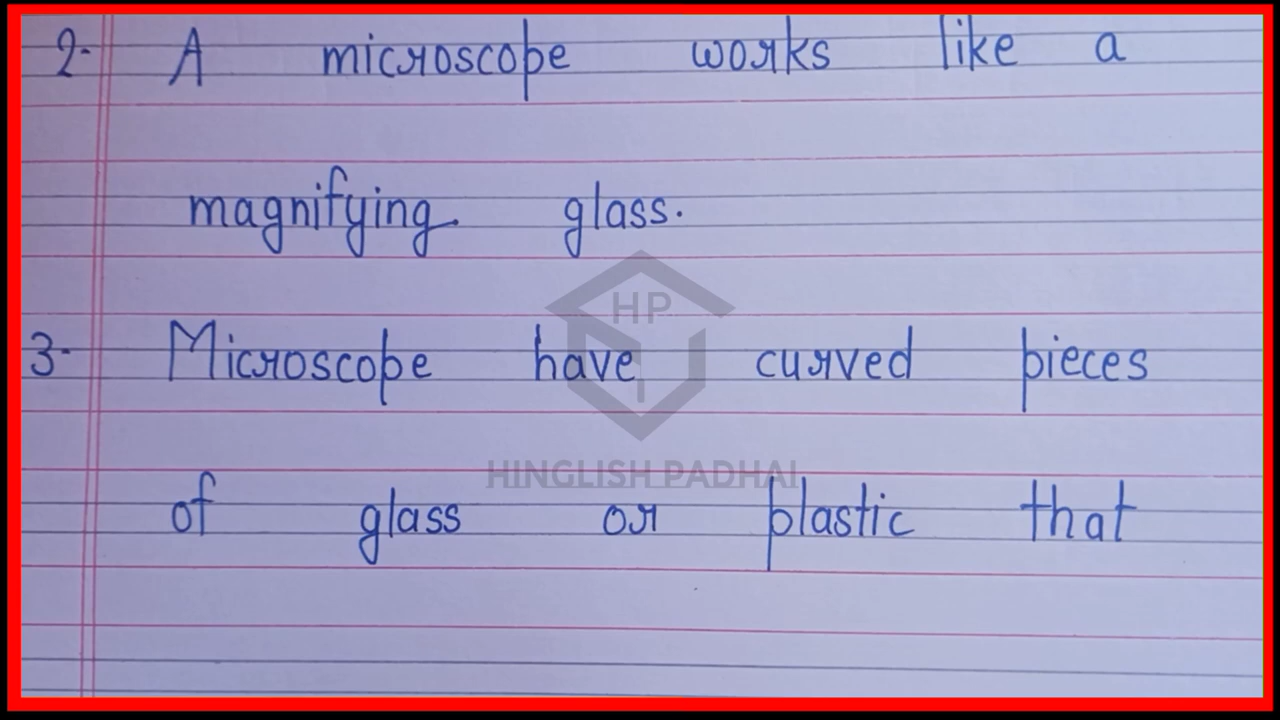 2- A microscope works like a
magnifying glass.
HP
3- Microscope have curved pieces
HINGLISH PADHAI
of glass or plastic that